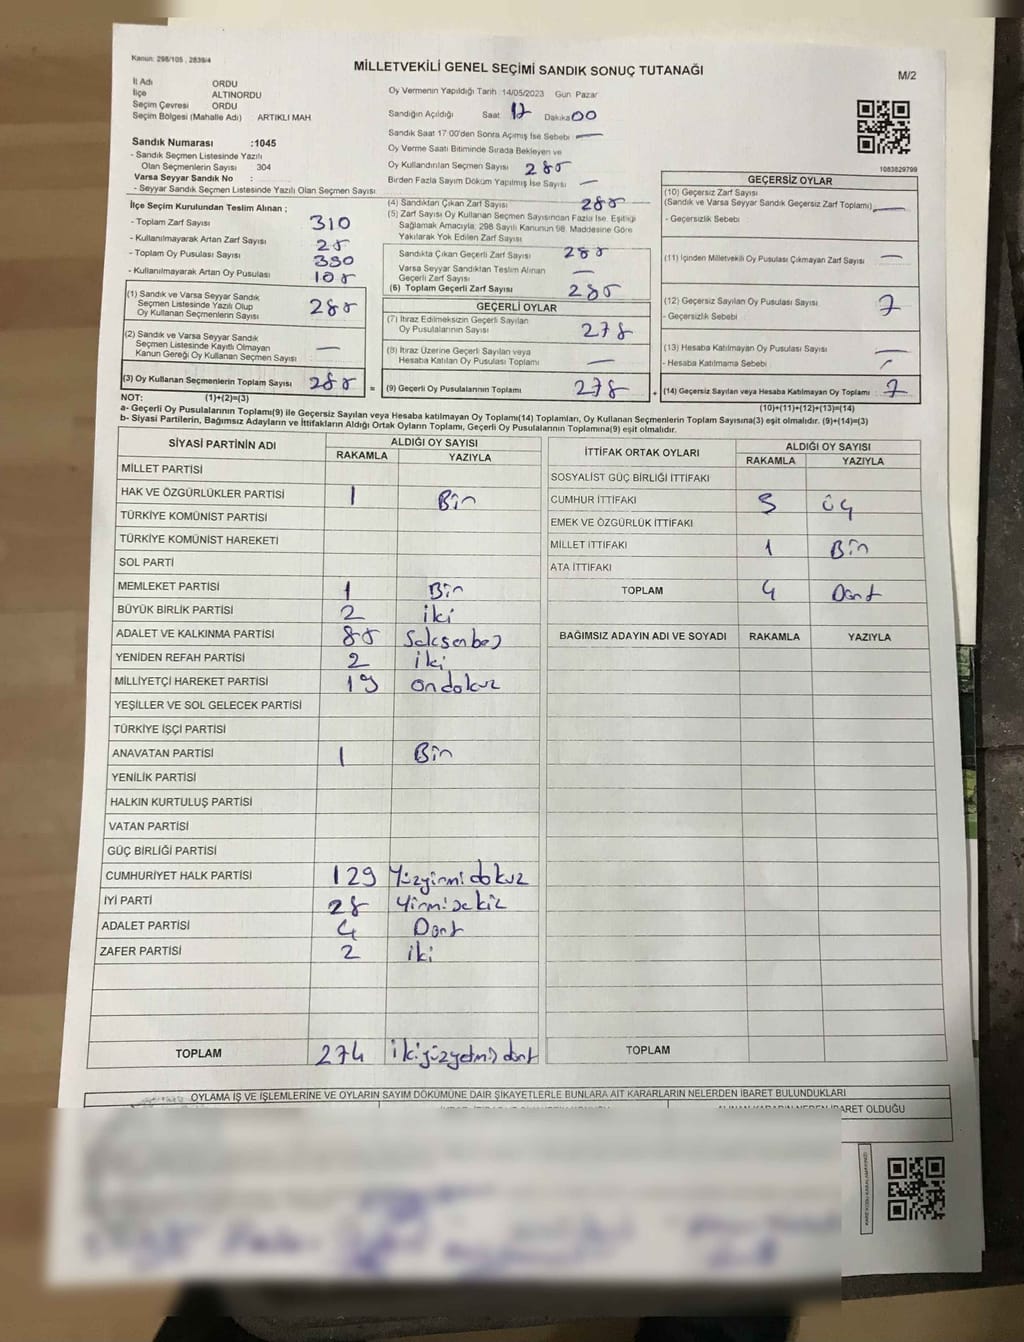 Kanun: 298/105 , 2839/4
MİLLETVEKİLİ GENEL SEÇİMİ SANDIK SONUÇ TUTANAĞI
M/2
İl Adı ORDU
İlçe ALTINORDU
Seçim Çevresi ORDU
Seçim Bölgesi (Mahalle Adı) ARTIKLI MAH
Sandık Numarası :1045
- Sandık Seçmen Listesinde Yazılı
Olan Seçmenlerin Sayısı 304
Varsa Seyyar Sandık No :
- Seyyar Sandık Seçmen Listesinde Yazılı Olan Seçmen Sayısı
Oy Vermenin Yapıldığı Tarih :14/05/2023 Gün Pazar
Sandığın Açıldığı Saat 17 Dakika 00
Sandık Saat 17:00'den Sonra Açımış İse Sebebi —
Oy Verme Saati Bitiminde Sırada Bekleyen ve
Oy Kullandırılan Seçmen Sayısı 285
Birden Fazla Sayım Döküm Yapılmış İse Sayısı —
1083829799
İlçe Seçim Kurulundan Teslim Alınan ;
- Toplam Zarf Sayısı 310
- Kullanılmayarak Artan Zarf Sayısı 25
- Toplam Oy Pusulası Sayısı 390
- Kullanılmayarak Artan Oy Pusulası 105
(1) Sandık ve Varsa Seyyar Sandık
Seçmen Listesinde Yazılı Olup
Oy Kullanan Seçmenlerin Sayısı 285
(2) Sandık ve Varsa Seyyar Sandık
Seçmen Listesinde Kayıtlı Olmayan
Kanun Gereği Oy Kullanan Seçmen Sayısı —
(3) Oy Kullanan Seçmenlerin Toplam Sayısı 285 =
(4) Sandıktan Çıkan Zarf Sayısı 285
(5) Zarf Sayısı Oy Kullanan Seçmen Sayısından Fazla İse, Eşitliği
Sağlamak Amacıyla, 298 Sayılı Kanunun 98. Maddesine Göre
Yakılarak Yok Edilen Zarf Sayısı
Sandıkta Çıkan Geçerli Zarf Sayısı 285
Varsa Seyyar Sandıktan Teslim Alınan
Geçerli Zarf Sayısı —
(6) Toplam Geçerli Zarf Sayısı 285
GEÇERLİ OYLAR
(7) İtiraz Edilmeksizin Geçerli Sayılan
Oy Pusulalarının Sayısı 278
(8) İtiraz Üzerine Geçerli Sayılan veya
Hesaba Katılan Oy Pusulası Toplamı —
(9) Geçerli Oy Pusulalarının Toplamı 278 +
GEÇERSİZ OYLAR
(10) Geçersiz Zarf Sayısı
(Sandık ve Varsa Seyyar Sandık Geçersiz Zarf Toplamı) —
- Geçersizlik Sebebi
(11) İçinden Milletvekili Oy Pusulası Çıkmayan Zarf Sayısı —
(12) Geçersiz Sayılan Oy Pusulası Sayısı 7
- Geçersizlik Sebebi
(13) Hesaba Katılmayan Oy Pusulası Sayısı —
- Hesaba Katılmama Sebebi
(14) Geçersiz Sayılan veya Hesaba Katılmayan Oy Toplamı 7
NOT: (1)+(2)=(3)
(10)+(11)+(12)+(13)=(14)
a- Geçerli Oy Pusulalarının Toplamı(9) ile Geçersiz Sayılan veya Hesaba katılmayan Oy Toplamı(14) Toplamları, Oy Kullanan Seçmenlerin Toplam Sayısına(3) eşit olmalıdır. (9)+(14)=(3)
b- Siyasi Partilerin, Bağımsız Adayların ve İttifakların Aldığı Ortak Oyların Toplamı, Geçerli Oy Pusulalarının Toplamına(9) eşit olmalıdır.
SİYASİ PARTİNİN ADI ALDIĞI OY SAYISI
RAKAMLA YAZIYLA
MİLLET PARTİSİ
HAK VE ÖZGÜRLÜKLER PARTİSİ 1 Bir
TÜRKİYE KOMÜNİST PARTİSİ
TÜRKİYE KOMÜNİST HAREKETİ
SOL PARTİ
MEMLEKET PARTİSİ 1 Bir
BÜYÜK BİRLİK PARTİSİ 2 iki
ADALET VE KALKINMA PARTİSİ 85 Seksenbeş
YENİDEN REFAH PARTİSİ 2 iki
MİLLİYETÇİ HAREKET PARTİSİ 19 ondokuz
YEŞİLLER VE SOL GELECEK PARTİSİ
TÜRKİYE İŞÇİ PARTİSİ
ANAVATAN PARTİSİ 1 Bir
YENİLİK PARTİSİ
HALKIN KURTULUŞ PARTİSİ
VATAN PARTİSİ
GÜÇ BİRLİĞİ PARTİSİ
CUMHURİYET HALK PARTİSİ 129 Yüzyirmi dokuz
İYİ PARTİ 28 Yirmisekiz
ADALET PARTİSİ 4 Dört
ZAFER PARTİSİ 2 iki
TOPLAM 274 ikiyüzyetmiş dört
İTTİFAK ORTAK OYLARI ALDIĞI OY SAYISI
RAKAMLA YAZIYLA
SOSYALİST GÜÇ BİRLİĞİ İTTİFAKI
CUMHUR İTTİFAKI 3 üç
EMEK VE ÖZGÜRLÜK İTTİFAKI
MİLLET İTTİFAKI 1 Bir
ATA İTTİFAKI
TOPLAM 4 Dört
BAĞIMSIZ ADAYIN ADI VE SOYADI RAKAMLA YAZIYLA
TOPLAM
OYLAMA İŞ VE İŞLEMLERİNE VE OYLARIN SAYIM DÖKÜMÜNE DAİR ŞİKAYETLERLE BUNLARA AİT KARARLARIN NELERDEN İBARET BULUNDUKLARI
İBARET OLDUĞU